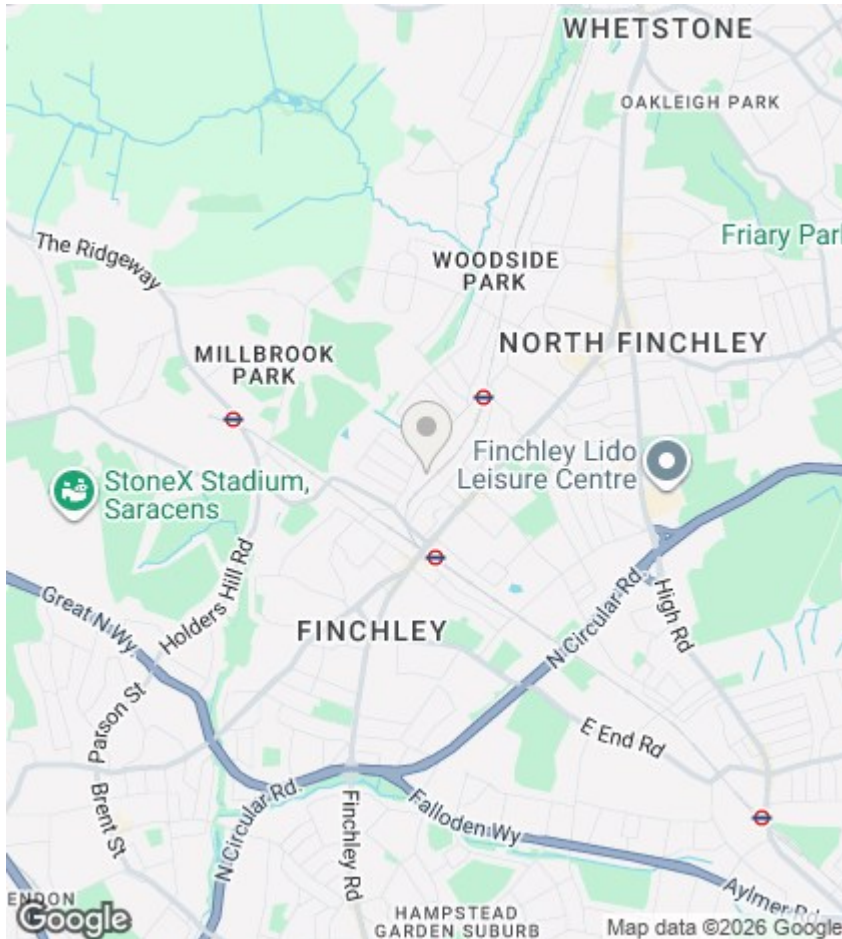 WHETSTONE
OAKLEIGH PARK
Friary Parl
The Ridgeway
WOODSIDE
PARK
NORTH FINCHLEY
MILLBROOK
PARK
Finchley Lido
Leisure Centre
StoneX Stadium,
Saracens
Holders Hill Rd
Great N Wy
FINCHLEY
N Circular Rd.
High Rd
Parson St
E End Rd
Brent St
N Circular Rd.
Finchley Rd
Falloden Wy
Aylmer Rd
ENDON
HAMPSTEAD
GARDEN SUBURB
Google
Map data ©2026 Google